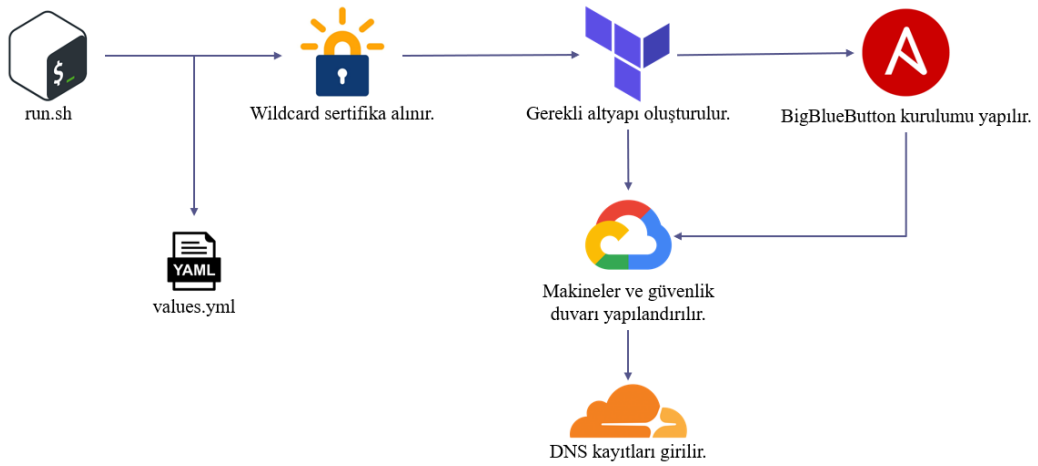 $_
run.sh
Wildcard sertifika alınır.
Gerekli altyapı oluşturulur.
BigBlueButton kurulumu yapılır.
YAML
values.yml
Makineler ve güvenlik
duvarı yapılandırılır.
DNS kayıtları girilir.